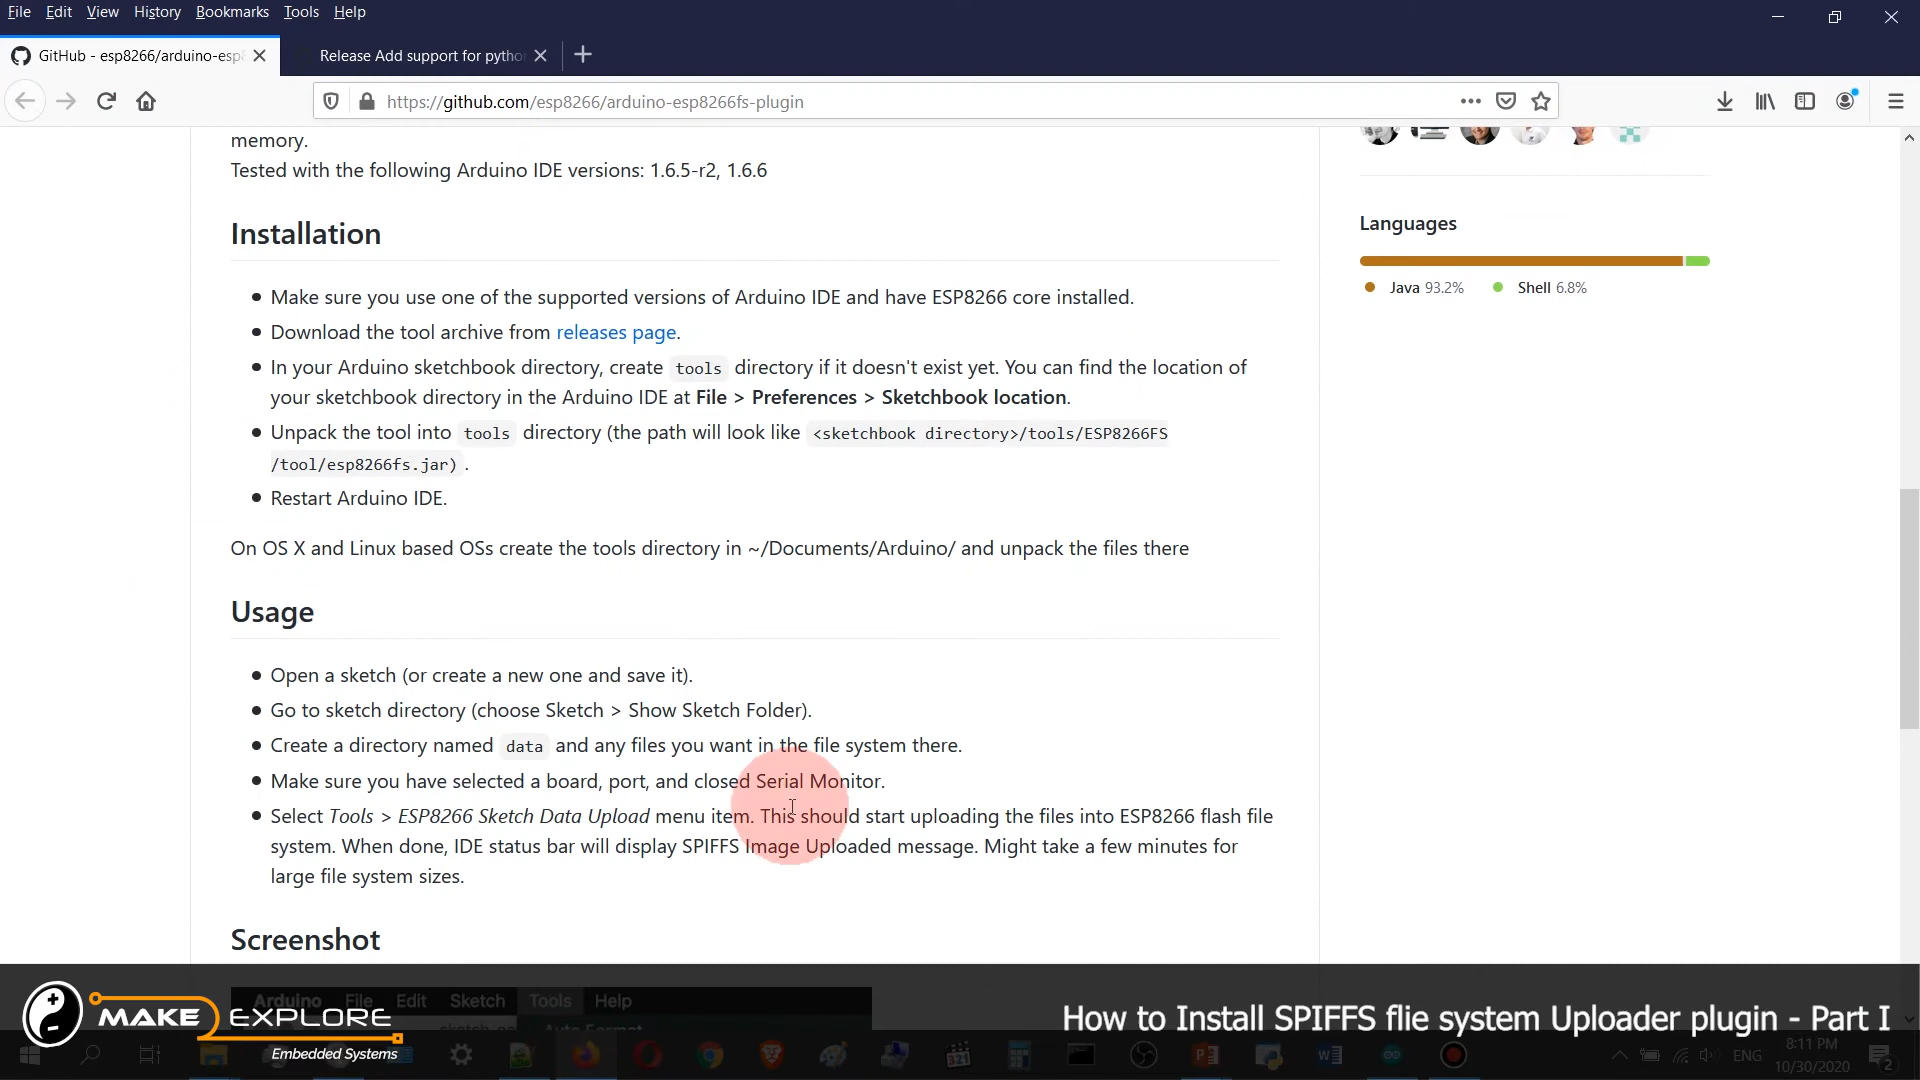 File Edit View History Bookmarks Tools Help
GitHub - esp8266/arduino-esp8
Release Add support for pytho
https://github.com/esp8266/arduino-esp8266fs-plugin
memory.
Tested with the following Arduino IDE versions: 1.6.5-r2, 1.6.6
Installation
Make sure you use one of the supported versions of Arduino IDE and have ESP8266 core installed.
Download the tool archive from releases page.
In your Arduino sketchbook directory, create tools directory if it doesn't exist yet. You can find the location of
your sketchbook directory in the Arduino IDE at File > Preferences > Sketchbook location.
Unpack the tool into tools directory (the path will look like <sketchbook directory>/tools/ESP8266FS
/tool/esp8266fs.jar) .
Restart Arduino IDE.
On OS X and Linux based OSs create the tools directory in ~/Documents/Arduino/ and unpack the files there
Usage
Open a sketch (or create a new one and save it).
Go to sketch directory (choose Sketch > Show Sketch Folder).
Create a directory named data and any files you want in the file system there.
Make sure you have selected a board, port, and closed Serial Monitor.
Select Tools > ESP8266 Sketch Data Upload menu item. This should start uploading the files into ESP8266 flash file
system. When done, IDE status bar will display SPIFFS Image Uploaded message. Might take a few minutes for
large file system sizes.
Screenshot
Languages
Java 93.2% Shell 6.8%
Arduino File Edit Sketch Tools Help
Auto Format
MAKE EXPLORE
Embedded Systems
How to Install SPIFFS flie system Uploader plugin - Part I
ENG
8:11 PM
10/30/2020
2